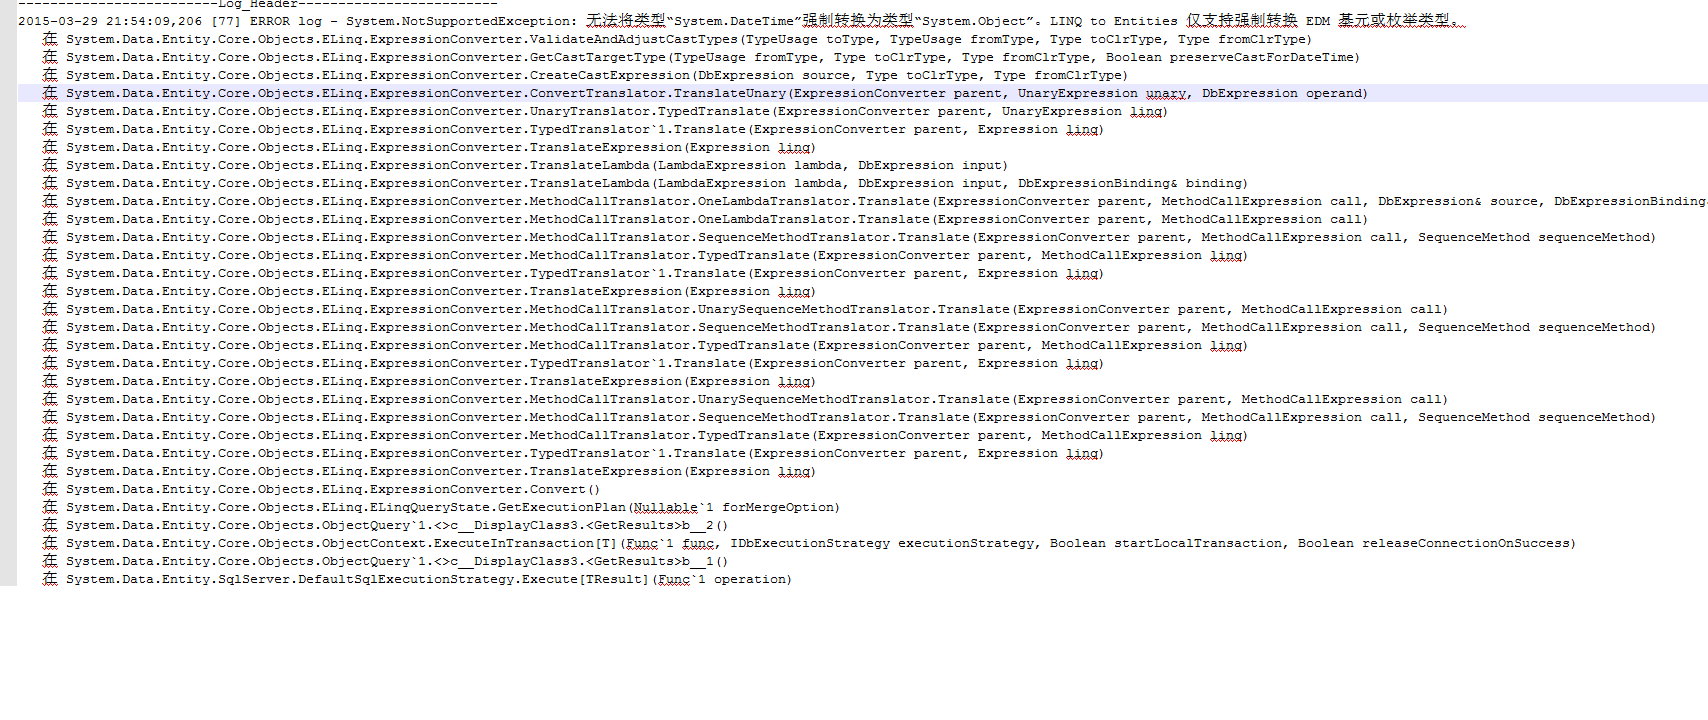 -------------------------Log_Header-------------------------
2015-03-29 21:54:09,206 [77] ERROR log - System.NotSupportedException: 无法将类型“System.DateTime”强制转换为类型“System.Object”。LINQ to Entities 仅支持强制转换 EDM 基元或枚举类型。
在 System.Data.Entity.Core.Objects.ELinq.ExpressionConverter.ValidateAndAdjustCastTypes(TypeUsage toType, TypeUsage fromType, Type toClrType, Type fromClrType)
在 System.Data.Entity.Core.Objects.ELinq.ExpressionConverter.GetCastTargetType(TypeUsage fromType, Type toClrType, Type fromClrType, Boolean preserveCastForDateTime)
在 System.Data.Entity.Core.Objects.ELinq.ExpressionConverter.CreateCastExpression(DbExpression source, Type toClrType, Type fromClrType)
在 System.Data.Entity.Core.Objects.ELinq.ExpressionConverter.ConvertTranslator.TranslateUnary(ExpressionConverter parent, UnaryExpression unary, DbExpression operand)
在 System.Data.Entity.Core.Objects.ELinq.ExpressionConverter.UnaryTranslator.TypedTranslate(ExpressionConverter parent, UnaryExpression linq)
在 System.Data.Entity.Core.Objects.ELinq.ExpressionConverter.TypedTranslator`1.Translate(ExpressionConverter parent, Expression linq)
在 System.Data.Entity.Core.Objects.ELinq.ExpressionConverter.TranslateExpression(Expression linq)
在 System.Data.Entity.Core.Objects.ELinq.ExpressionConverter.TranslateLambda(LambdaExpression lambda, DbExpression input)
在 System.Data.Entity.Core.Objects.ELinq.ExpressionConverter.TranslateLambda(LambdaExpression lambda, DbExpression input, DbExpressionBinding& binding)
在 System.Data.Entity.Core.Objects.ELinq.ExpressionConverter.MethodCallTranslator.OneLambdaTranslator.Translate(ExpressionConverter parent, MethodCallExpression call, DbExpression& source, DbExpressionBinding
在 System.Data.Entity.Core.Objects.ELinq.ExpressionConverter.MethodCallTranslator.OneLambdaTranslator.Translate(ExpressionConverter parent, MethodCallExpression call)
在 System.Data.Entity.Core.Objects.ELinq.ExpressionConverter.MethodCallTranslator.SequenceMethodTranslator.Translate(ExpressionConverter parent, MethodCallExpression call, SequenceMethod sequenceMethod)
在 System.Data.Entity.Core.Objects.ELinq.ExpressionConverter.MethodCallTranslator.TypedTranslate(ExpressionConverter parent, MethodCallExpression linq)
在 System.Data.Entity.Core.Objects.ELinq.ExpressionConverter.TypedTranslator`1.Translate(ExpressionConverter parent, Expression linq)
在 System.Data.Entity.Core.Objects.ELinq.ExpressionConverter.TranslateExpression(Expression linq)
在 System.Data.Entity.Core.Objects.ELinq.ExpressionConverter.MethodCallTranslator.UnarySequenceMethodTranslator.Translate(ExpressionConverter parent, MethodCallExpression call)
在 System.Data.Entity.Core.Objects.ELinq.ExpressionConverter.MethodCallTranslator.SequenceMethodTranslator.Translate(ExpressionConverter parent, MethodCallExpression call, SequenceMethod sequenceMethod)
在 System.Data.Entity.Core.Objects.ELinq.ExpressionConverter.MethodCallTranslator.TypedTranslate(ExpressionConverter parent, MethodCallExpression linq)
在 System.Data.Entity.Core.Objects.ELinq.ExpressionConverter.TypedTranslator`1.Translate(ExpressionConverter parent, Expression linq)
在 System.Data.Entity.Core.Objects.ELinq.ExpressionConverter.TranslateExpression(Expression linq)
在 System.Data.Entity.Core.Objects.ELinq.ExpressionConverter.MethodCallTranslator.UnarySequenceMethodTranslator.Translate(ExpressionConverter parent, MethodCallExpression call)
在 System.Data.Entity.Core.Objects.ELinq.ExpressionConverter.MethodCallTranslator.SequenceMethodTranslator.Translate(ExpressionConverter parent, MethodCallExpression call, SequenceMethod sequenceMethod)
在 System.Data.Entity.Core.Objects.ELinq.ExpressionConverter.MethodCallTranslator.TypedTranslate(ExpressionConverter parent, MethodCallExpression linq)
在 System.Data.Entity.Core.Objects.ELinq.ExpressionConverter.TypedTranslator`1.Translate(ExpressionConverter parent, Expression linq)
在 System.Data.Entity.Core.Objects.ELinq.ExpressionConverter.TranslateExpression(Expression linq)
在 System.Data.Entity.Core.Objects.ELinq.ExpressionConverter.Convert()
在 System.Data.Entity.Core.Objects.ELinq.ELinqQueryState.GetExecutionPlan(Nullable`1 forMergeOption)
在 System.Data.Entity.Core.Objects.ObjectQuery`1.<>c__DisplayClass3.<GetResults>b__2()
在 System.Data.Entity.Core.Objects.ObjectContext.ExecuteInTransaction[T](Func`1 func, IDbExecutionStrategy executionStrategy, Boolean startLocalTransaction, Boolean releaseConnectionOnSuccess)
在 System.Data.Entity.Core.Objects.ObjectQuery`1.<>c__DisplayClass3.<GetResults>b__1()
在 System.Data.Entity.SqlServer.DefaultSqlExecutionStrategy.Execute[TResult](Func`1 operation)